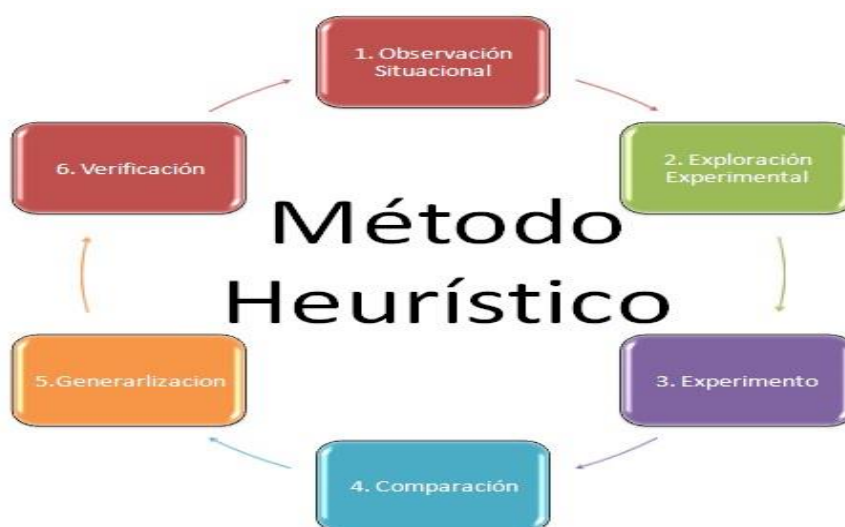 1. Observación
Situacional
2. Exploración
Experimental
3. Experimento
4. Comparación
5.Generarlizacion
6. Verificación
Método
Heurístico